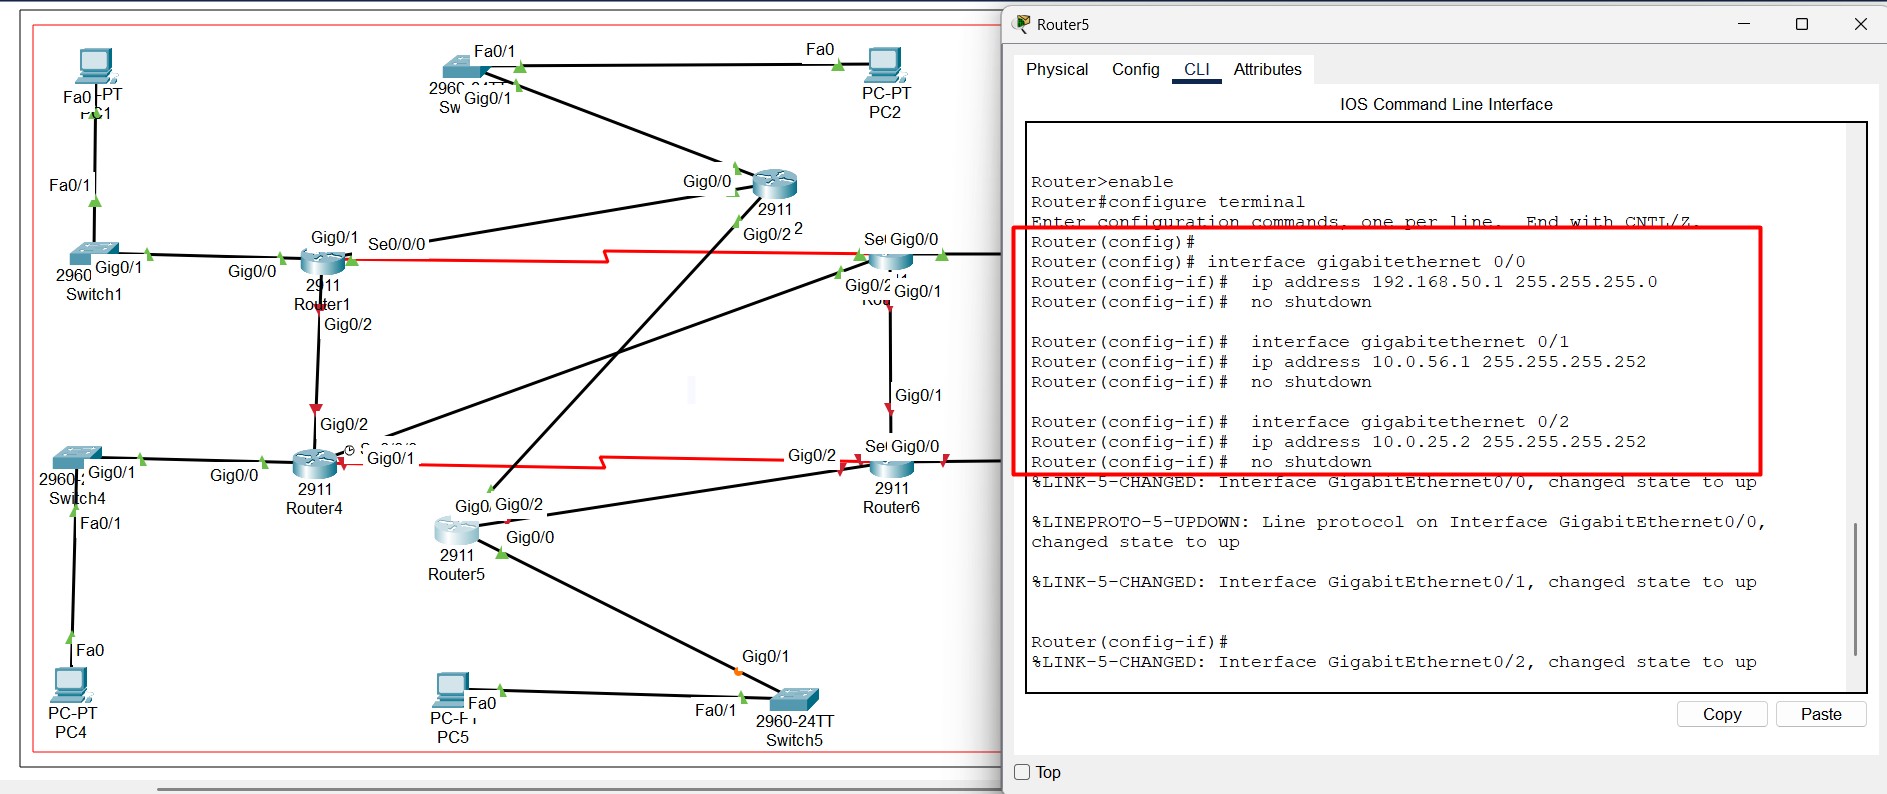 Fa0/1
Fa0
Fa0
-PT
PC1
Gig0/1
PC-PT
PC2
Fa0/1
Gig0/0
2911
Gig0/2
2
Gig0/1
Se0/0/0
Gig0/0
Gig0/1
Gig0/0
2960
Switch1
2911
Router1
Gig0/2
Gig0/2
Gig0/1
Gig0/1
Gig0/2
Gig0/1
Gig0/0
Gig0/2
Gig0/0
Gig0/1
Gig0/0
Switch4
2911
Router4
2911
Router6
Fa0/1
Gig0/2
Gig0/0
2911
Router5
Fa0
Gig0/1
PC-PT
PC4
Fa0
PC5
Fa0/1
2960-24TT
Switch5
Router5
Physical Config CLI Attributes
IOS Command Line Interface
Router>enable
Router#configure terminal
Enter configuration commands, one per line. End with CNTL/Z.
Router(config)#
Router(config)# interface gigabitethernet 0/0
Router(config-if)# ip address 192.168.50.1 255.255.255.0
Router(config-if)# no shutdown
Router(config-if)# interface gigabitethernet 0/1
Router(config-if)# ip address 10.0.56.1 255.255.255.252
Router(config-if)# no shutdown
Router(config-if)# interface gigabitethernet 0/2
Router(config-if)# ip address 10.0.25.2 255.255.255.252
Router(config-if)# no shutdown
%LINK-5-CHANGED: Interface GigabitEthernet0/0, changed state to up
%LINEPROTO-5-UPDOWN: Line protocol on Interface GigabitEthernet0/0,
changed state to up
%LINK-5-CHANGED: Interface GigabitEthernet0/1, changed state to up
Router(config-if)#
%LINK-5-CHANGED: Interface GigabitEthernet0/2, changed state to up
Copy Paste
Top